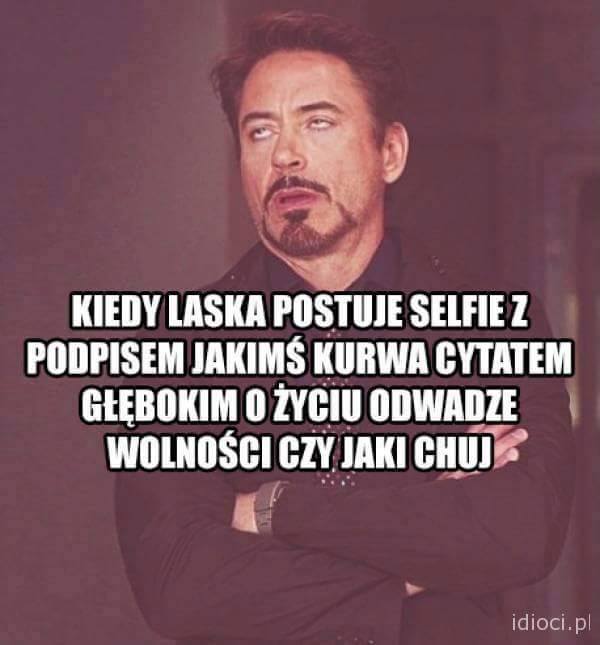 KIEDY LASKA POSTUJE SELFIE Z
PODPISEM JAKIMŚ KURWA CYTATEM
GŁĘBOKIM O ŻYCIU ODWADZE
WOLNOŚCI CZY JAKI CHUJ
idioci.pl